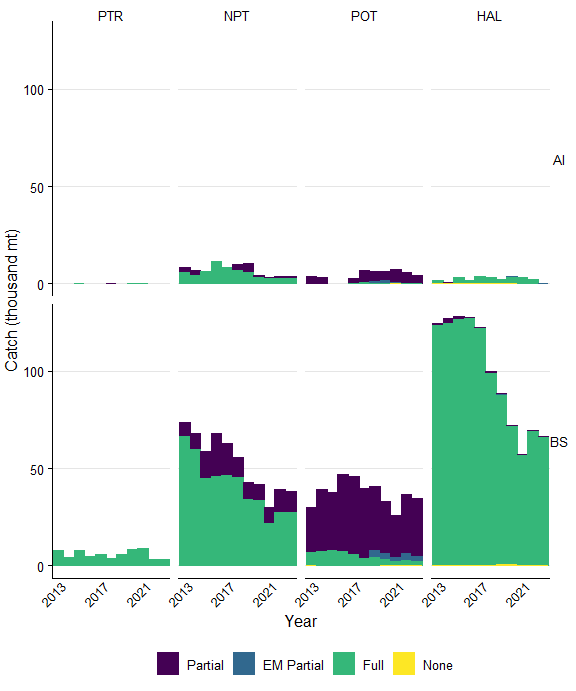 PTR NPT POT HAL
100
50
0
AI
100
50
0
BS
Catch (thousand mt)
2013 2017 2021 2013 2017 2021 2013 2017 2021 2013 2017 2021
Year
Partial EM Partial Full None